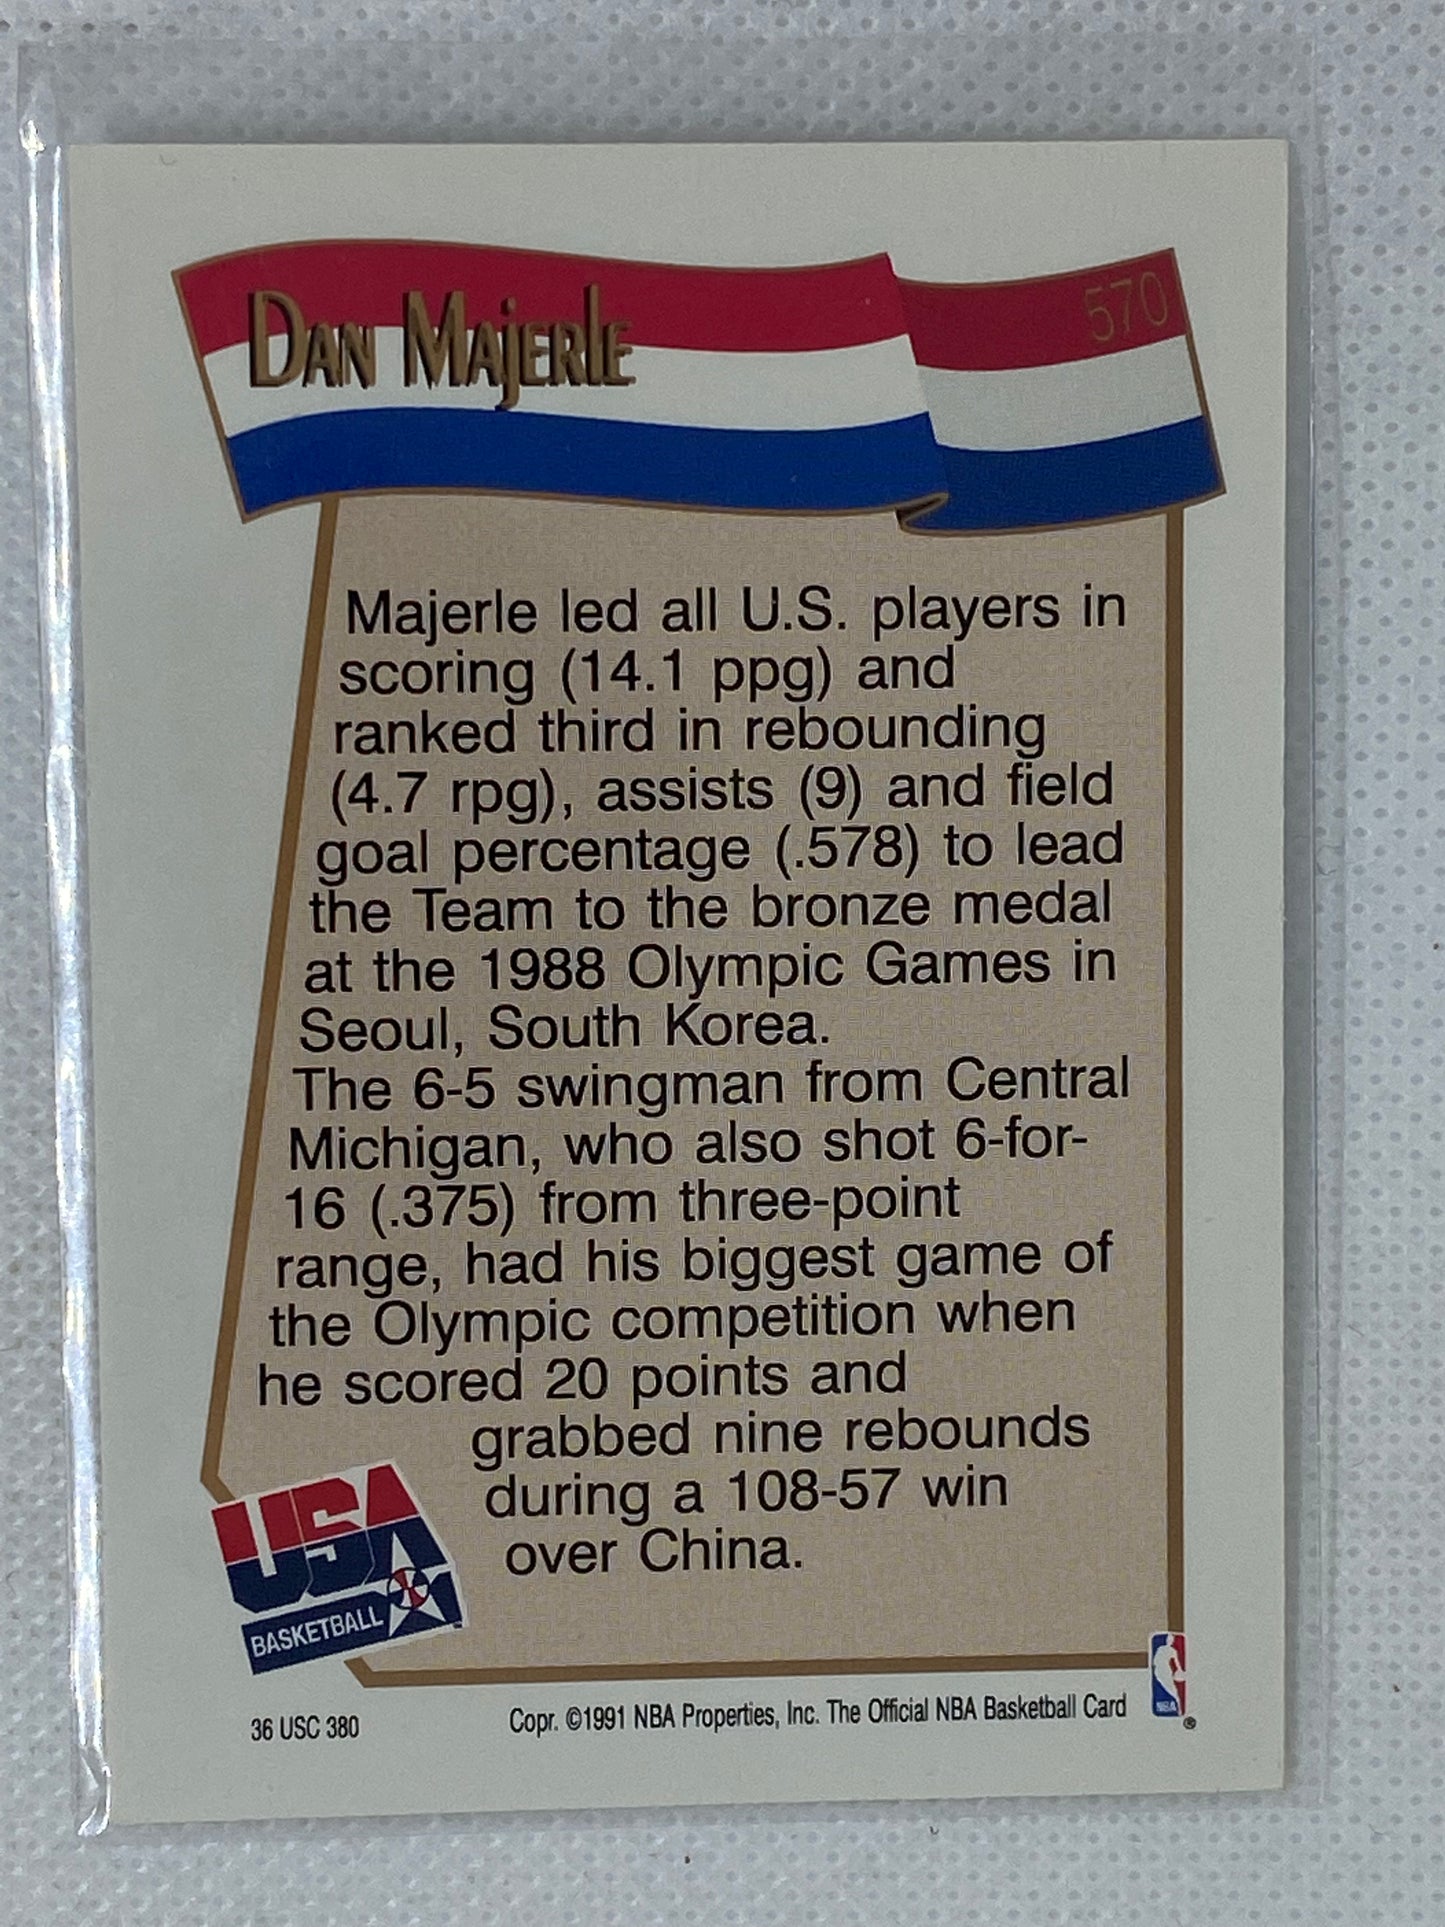 Dan Majerle
570
Majerle led all U.S. players in
scoring (14.1 ppg) and
ranked third in rebounding
(4.7 rpg), assists (9) and field
goal percentage (.578) to lead
the Team to the bronze medal
at the 1988 Olympic Games in
Seoul, South Korea.
The 6-5 swingman from Central
Michigan, who also shot 6-for-
16 (.375) from three-point
range, had his biggest game of
the Olympic competition when
he scored 20 points and
grabbed nine rebounds
during a 108-57 win
over China.
USA
BASKETBALL
NBA
®
36 USC 380
Copr. ©1991 NBA Properties, Inc. The Official NBA Basketball Card